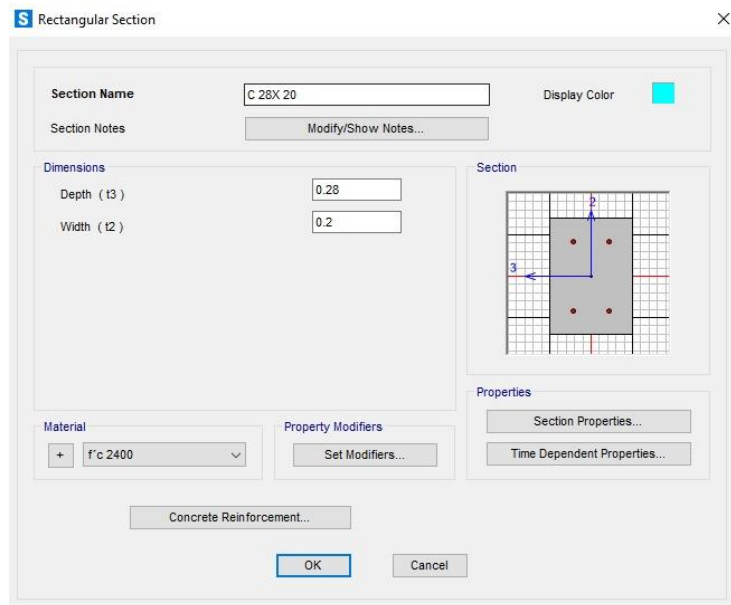 S Rectangular Section
Section Name C 28X 20 Display Color
Section Notes Modify/Show Notes...
Dimensions
Depth ( t3 ) 0.28
Width ( t2 ) 0.2
Section
2
3
Properties
Section Properties...
Time Dependent Properties...
Material
+ f´c 2400
Property Modifiers
Set Modifiers...
Concrete Reinforcement...
OK Cancel